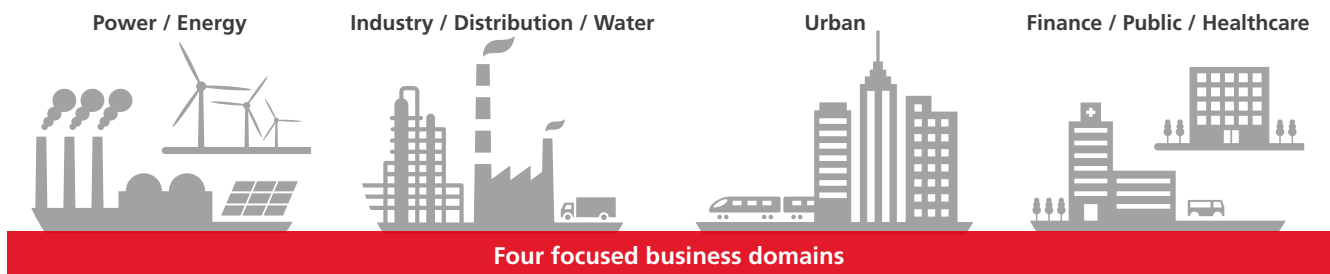 Power / Energy
Industry / Distribution / Water
Urban
Finance / Public / Healthcare
Four focused business domains